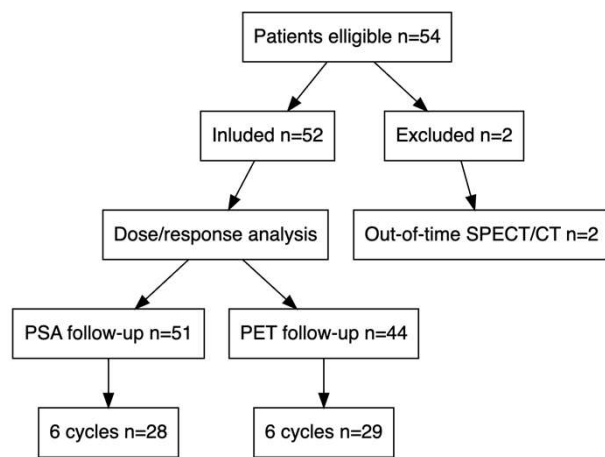 Patients elligible n=54
Inluded n=52
Excluded n=2
Dose/response analysis
Out-of-time SPECT/CT n=2
PSA follow-up n=51
PET follow-up n=44
6 cycles n=28
6 cycles n=29